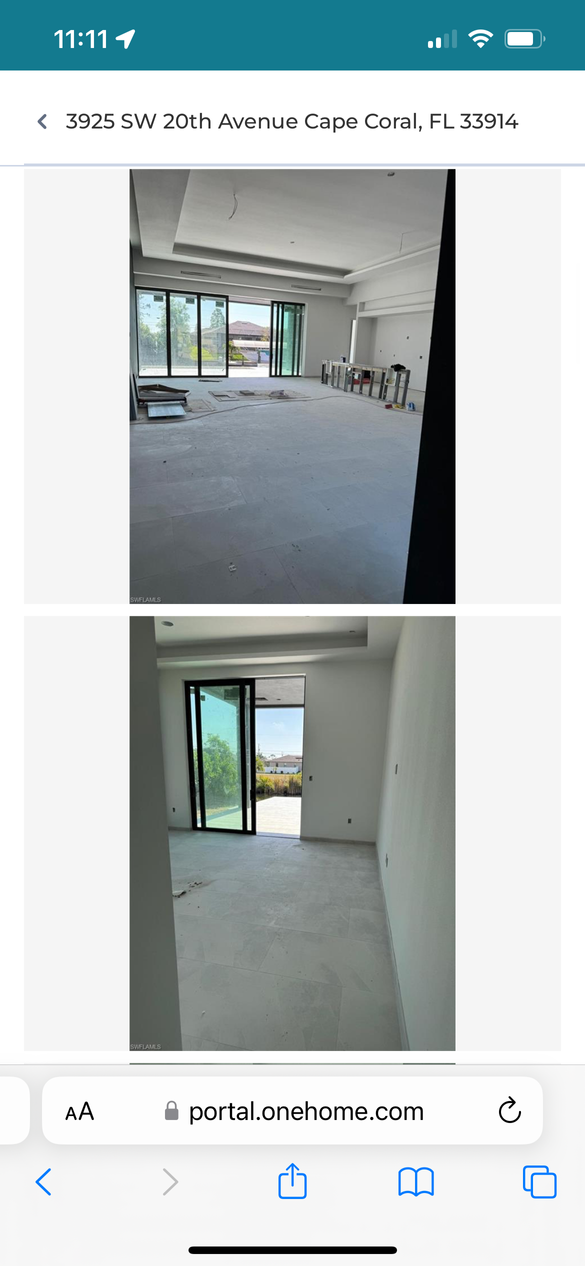 11:11
3925 SW 20th Avenue Cape Coral, FL 33914
SWFLAMLS
SWFLAMLS
AA
portal.onehome.com